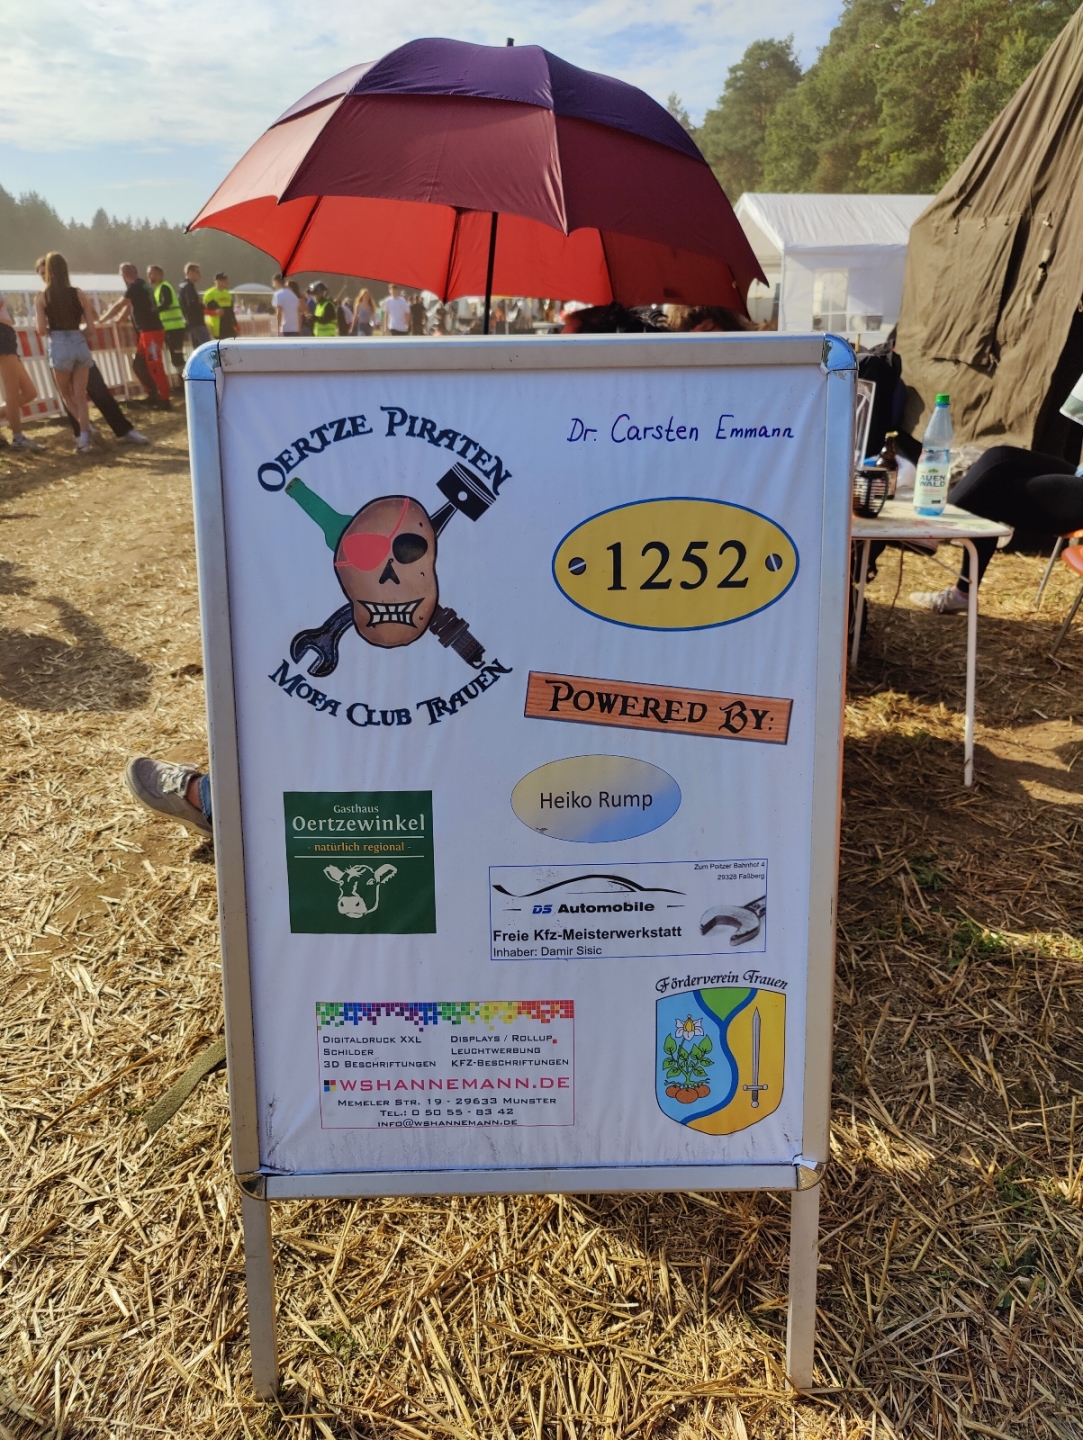 OERTZE PIRATEN
MOFA CLUB TRAUEN
Dr. Carsten Emmann
1252
POWERED BY:
Heiko Rump
Gasthaus
Oertzewinkel
- natürlich regional -
Zum Poitzer Bahnhof 4
29328 Faßberg
DS Automobile
Freie Kfz-Meisterwerkstatt
Inhaber: Damir Sisic
DIGITALDRUCK XXL
SCHILDER
3D BESCHRIFTUNGEN
DISPLAYS / ROLLUP
LEUCHTWERBUNG
KFZ-BESCHRIFTUNGEN
WSHANNEMANN.DE
MEMELER STR. 19 - 29633 MUNSTER
TEL.: 0 50 55 - 83 42
INFO@WSHANNEMANN.DE
Förderverein Trauen
AUEN
WALD